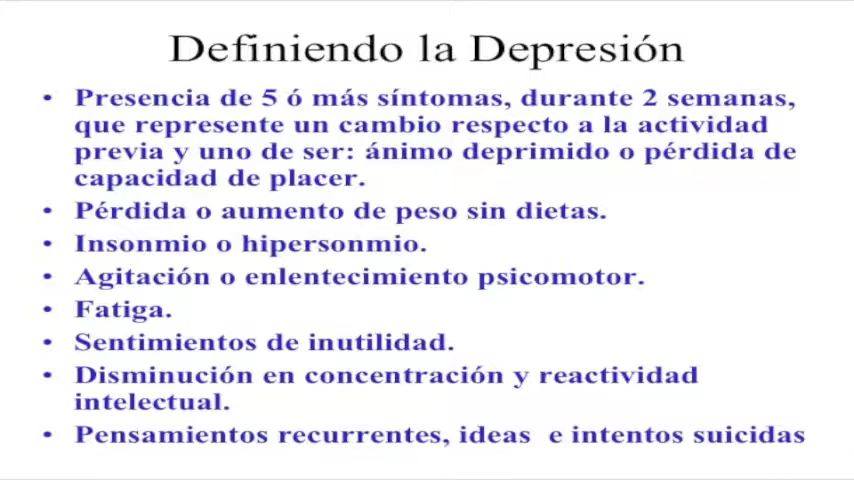 Definiendo la Depresión
• Presencia de 5 ó más síntomas, durante 2 semanas,
que represente un cambio respecto a la actividad
previa y uno de ser: ánimo deprimido o pérdida de
capacidad de placer.
• Pérdida o aumento de peso sin dietas.
• Insonmio o hipersonmio.
• Agitación o enlentecimiento psicomotor.
• Fatiga.
• Sentimientos de inutilidad.
• Disminución en concentración y reactividad
intelectual.
• Pensamientos recurrentes, ideas  e intentos suicidas